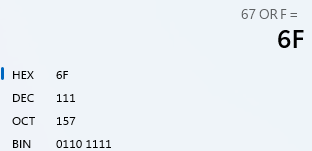 67 OR F =
6F
HEX 6F
DEC 111
OCT 157
BIN 0110 1111